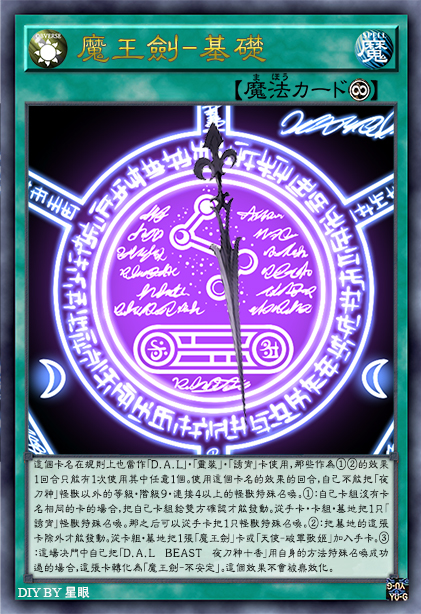 DIVERSE
魔王劍-基礎
SPELL
魔
ま ほう
【魔法カード】
這個卡名在規則上也當作「D.A.L」·「靈裝」·「誘宵」卡使用，那些作為①②的效果
1回合只能有1次使用其中任意1個。使用這個卡名的效果的回合，自己不能把「夜
刀神」怪獸以外的等級·階級9·連接4以上的怪獸特殊召喚。①：自己卡組沒有卡
名相同的卡的場合，把自己卡組給雙方確認才能發動。從手卡·卡組·墓地把1只「
誘宵」怪獸特殊召喚。那之後可以從手卡把1只怪獸特殊召喚。②：把墓地的這張
卡除外才能發動。從卡組·墓地把1張「魔王劍」卡或「天使-破軍歌姬」加入手卡。③
：這場決鬥中自己把「D.A.L BEAST 夜刀神十香」用自身的方法特殊召喚成功
過的場合，這張卡轉化為「魔王劍-不安定」。這個效果不會被無效化。
DIY BY 星眼